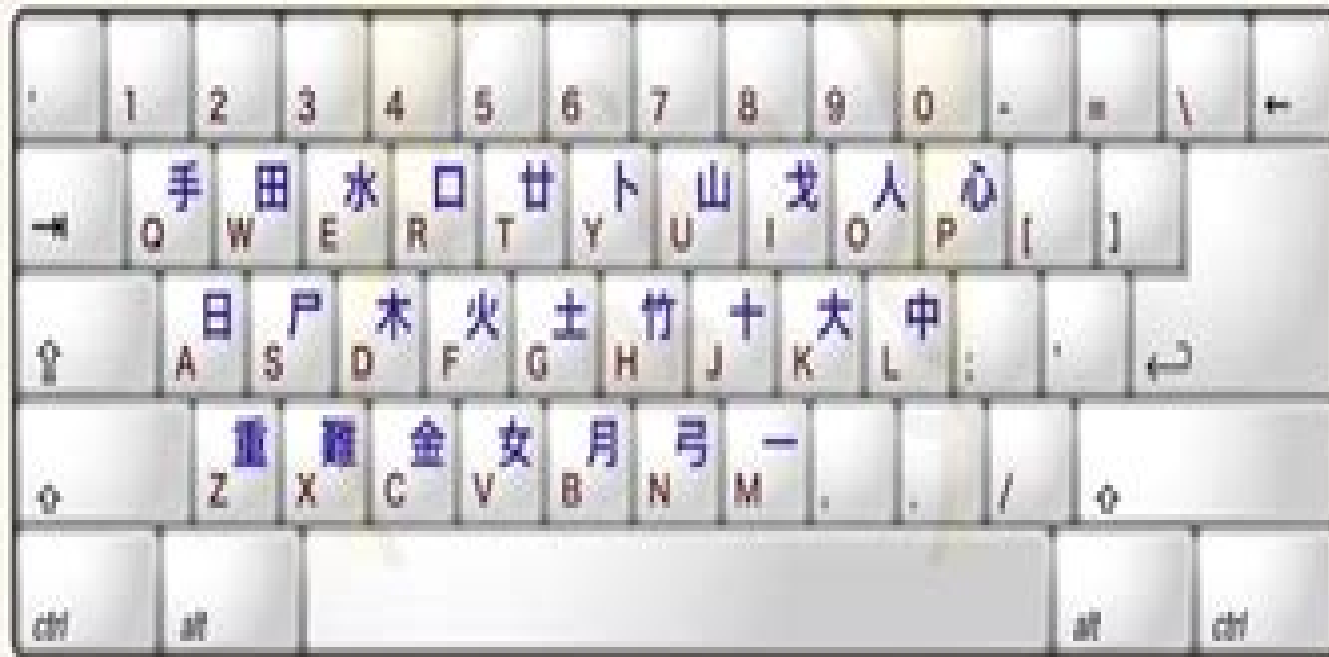 ` 1 2 3 4 5 6 7 8 9 0 - = \ ←
⇥ Q 手 W 田 E 水 R 口 T 廿 Y 卜 U 山 I 戈 O 人 P 心 [ ]
⇪ A 日 S 尸 D 木 F 火 G 土 H 竹 J 十 K 大 L 中 ; '
⇧ Z 重 X 難 C 金 V 女 B 月 N 弓 M 一 , . / ⇧
ctrl alt alt ctrl